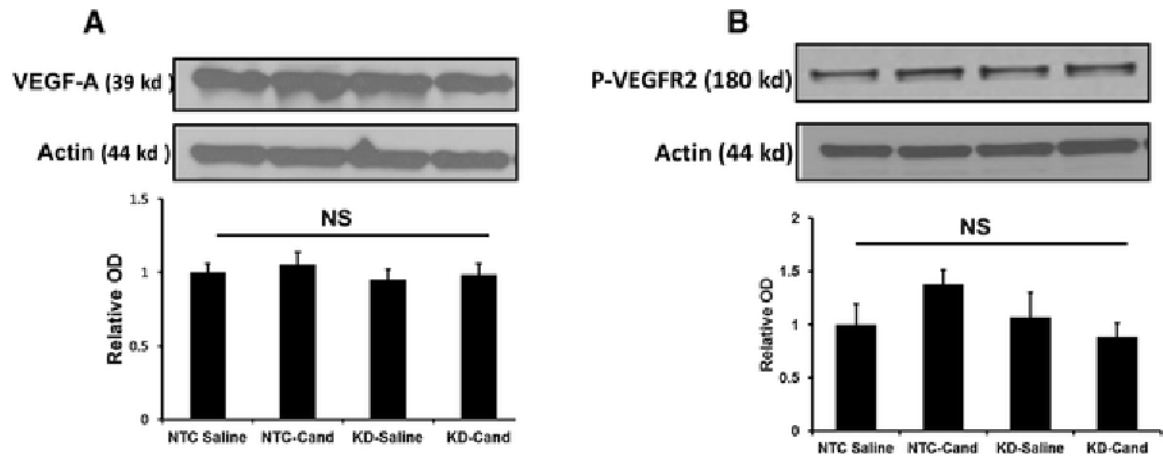 A
VEGF-A (39 kd )
Actin (44 kd )
1.5
NS
1
Relative OD
0.5
0
NTC Saline NTC-Cand KD-Saline KD-Cand
B
P-VEGFR2 (180 kd)
Actin (44 kd)
2
NS
1.5
Relative OD
1
0.5
0
NTC Saline NTC-Cand KD-Saline KD-Cand